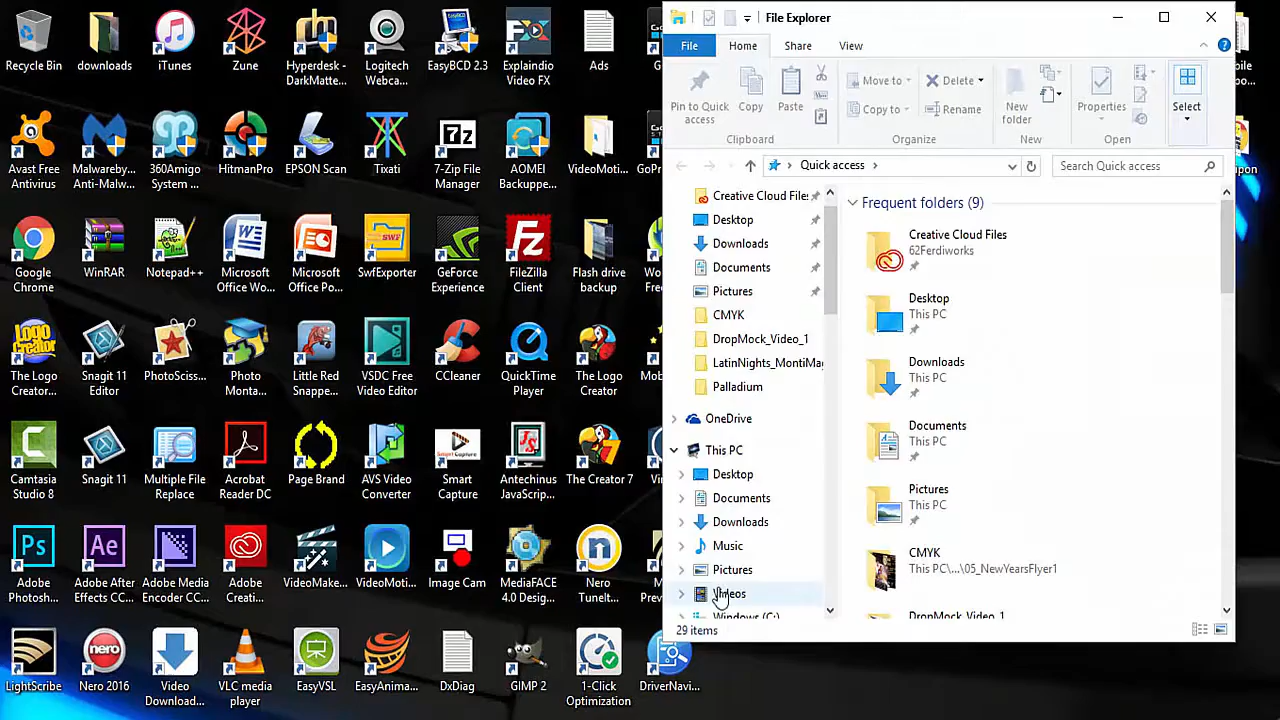 Recycle Bin
downloads
iTunes
Zune
Hyperdesk -
DarkMatte...
Logitech
Webca...
EasyBCD 2.3
Explaindio
Video FX
Ads
Avast Free
Antivirus
Malwareby...
Anti-Malw...
360Amigo
System ...
HitmanPro
EPSON Scan
Tixati
7-Zip File
Manager
AOMEI
Backuppe...
VideoMoti...
GoPr
Google
Chrome
WinRAR
Notepad++
Microsoft
Office Wo...
Microsoft
Office Po...
SwfExporter
GeForce
Experience
FileZilla
Client
Flash drive
backup
Wo
Free
The Logo
Creator
Snagit 11
Editor
PhotoSciss...
Photo
Monta...
Little Red
Snappe...
VSDC Free
Video Editor
CCleaner
QuickTime
Player
The Logo
Creator
Mob
Camtasia
Studio 8
Snagit 11
Multiple File
Replace
Acrobat
Reader DC
Page Brand
AVS Video
Converter
Smart
Capture
Antechinus
JavaScrip...
The Creator 7
Vir
Adobe
Photosh...
Adobe After
Effects CC...
Adobe Media
Encoder CC...
Adobe
Creati...
VideoMake...
VideoMoti...
Image Cam
MediaFACE
4.0 Desig...
Nero
TuneIt...
M
Prev
LightScribe
Nero 2016
Video
Download...
VLC media
player
EasyVSL
EasyAnima...
DxDiag
GIMP 2
1-Click
Optimization
DriverNavi...
File Explorer
File
Home
Share
View
Pin to Quick
access
Copy
Paste
Move to
Copy to
Delete
Rename
New
folder
Properties
Select
Clipboard
Organize
New
Open
Quick access
Search Quick access
Creative Cloud Files
Desktop
Downloads
Documents
Pictures
CMYK
DropMock_Video_1
LatinNights_MontiMag
Palladium
OneDrive
This PC
Desktop
Documents
Downloads
Music
Pictures
Videos
Windows (C:)
29 items
Frequent folders (9)
Creative Cloud Files
62Ferdiworks
Desktop
This PC
Downloads
This PC
Documents
This PC
Pictures
This PC
CMYK
This PC\...\05_NewYearsFlyer1
DropMock_Video_1